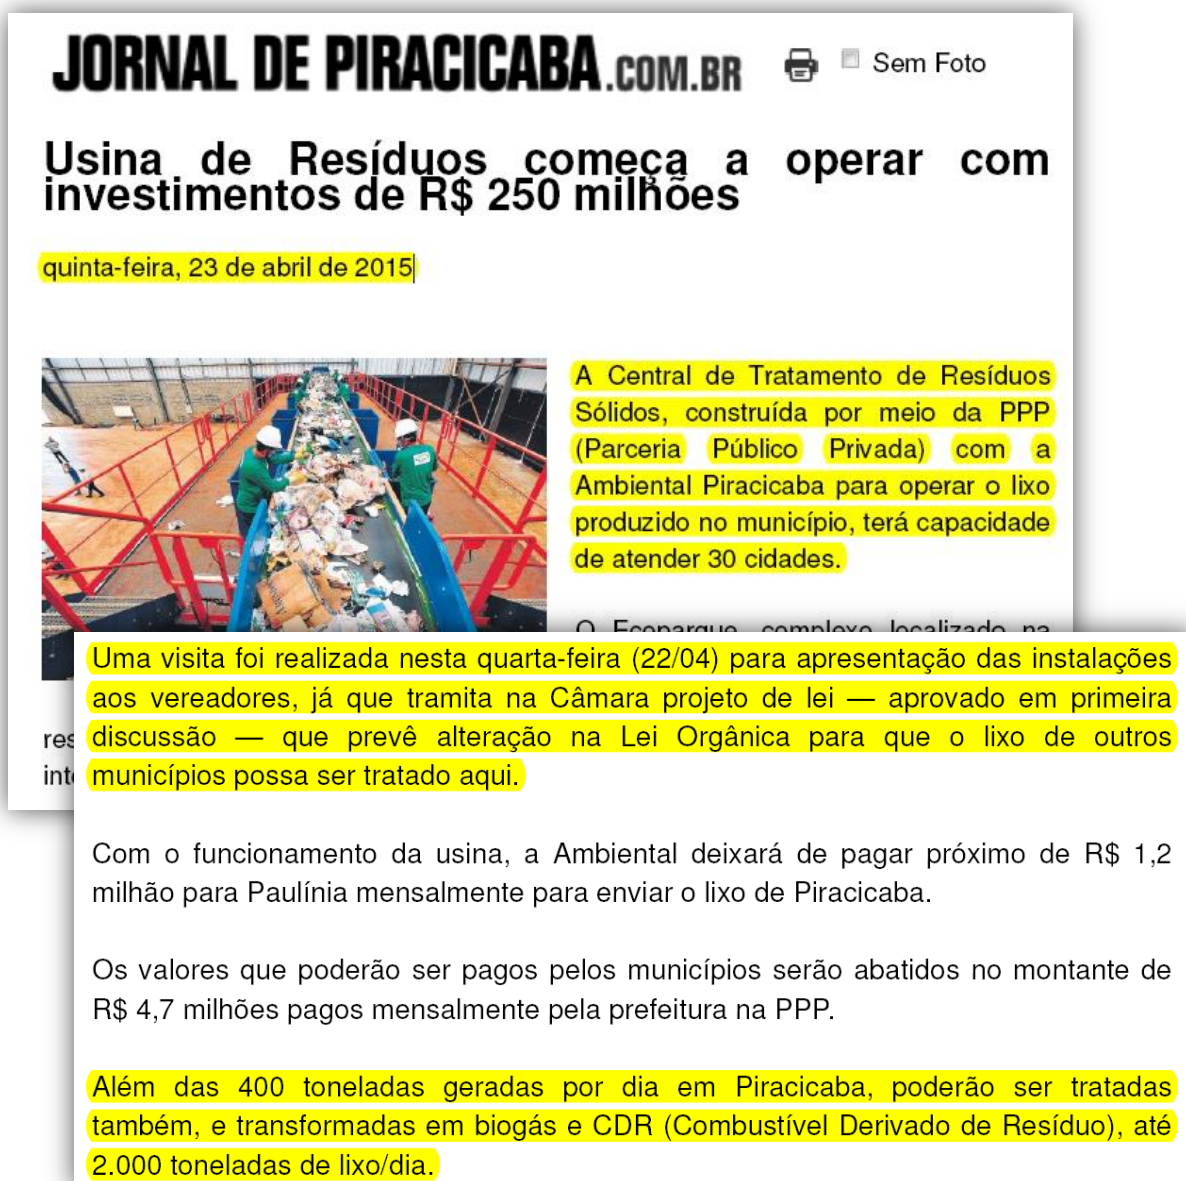 JORNAL DE PIRACICABA.COM.BR
Sem Foto
Usina de Resíduos começa a operar com
investimentos de R$ 250 milhões
quinta-feira, 23 de abril de 2015
A Central de Tratamento de Resíduos
Sólidos, construída por meio da PPP
(Parceria Público Privada) com a
Ambiental Piracicaba para operar o lixo
produzido no município, terá capacidade
de atender 30 cidades.
O Ecoparque, complexo localizado na
res
inte
Uma visita foi realizada nesta quarta-feira (22/04) para apresentação das instalações
aos vereadores, já que tramita na Câmara projeto de lei — aprovado em primeira
discussão — que prevê alteração na Lei Orgânica para que o lixo de outros
municípios possa ser tratado aqui.
Com o funcionamento da usina, a Ambiental deixará de pagar próximo de R$ 1,2
milhão para Paulínia mensalmente para enviar o lixo de Piracicaba.
Os valores que poderão ser pagos pelos municípios serão abatidos no montante de
R$ 4,7 milhões pagos mensalmente pela prefeitura na PPP.
Além das 400 toneladas geradas por dia em Piracicaba, poderão ser tratadas
também, e transformadas em biogás e CDR (Combustível Derivado de Resíduo), até
2.000 toneladas de lixo/dia.